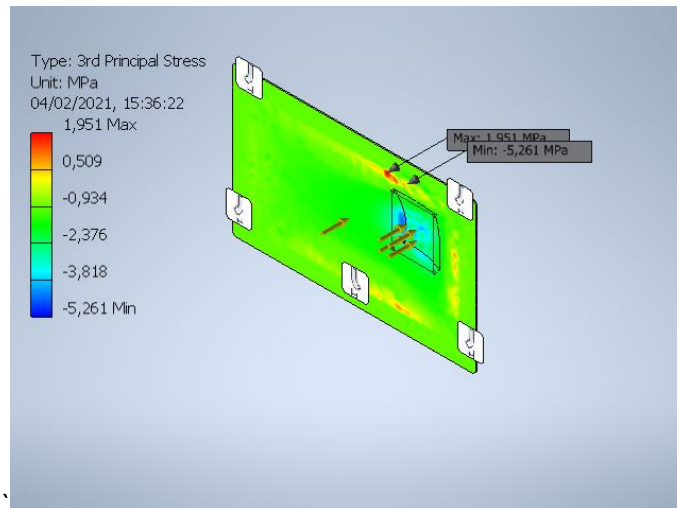 Type: 3rd Principal Stress
Unit: MPa
04/02/2021, 15:36:22
1,951 Max
0,509
-0,934
-2,376
-3,818
-5,261 Min
Max: 1,951 MPa
Min: -5,261 MPa